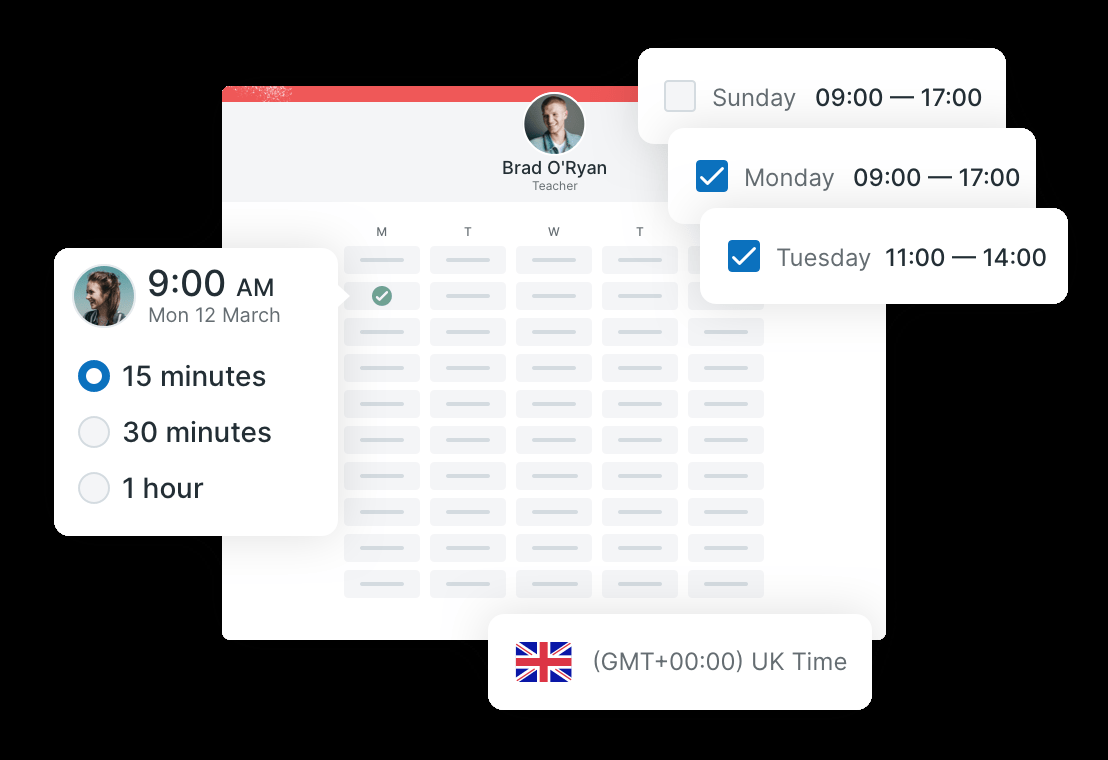 Sunday 09:00 — 17:00
Brad O'Ryan
Teacher
Monday 09:00 — 17:00
M T W T
Tuesday 11:00 — 14:00
9:00 AM
Mon 12 March
15 minutes
30 minutes
1 hour
(GMT+00:00) UK Time